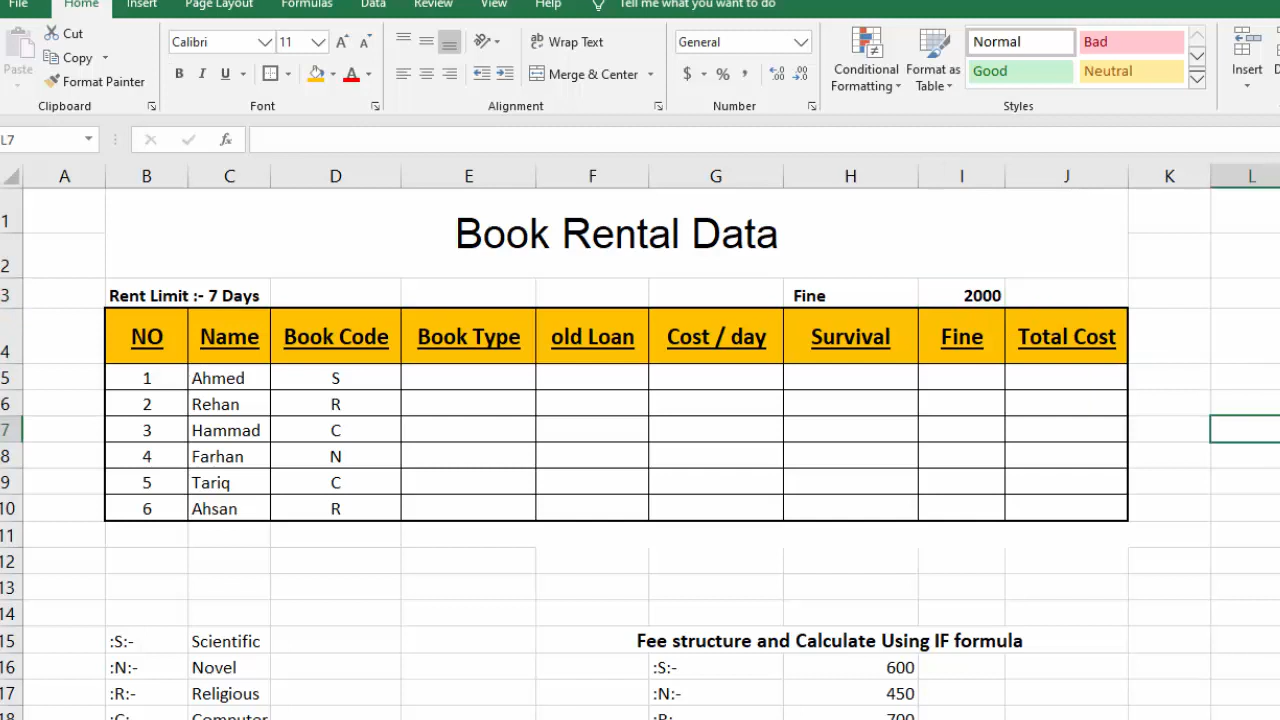 File Home Insert Page Layout Formulas Data Review View Help Tell me what you want to do
Cut
Copy
Format Painter
Paste
Clipboard
Calibri 11
B I U
Font
Wrap Text
Merge & Center
Alignment
General
$ % ,
Number
Conditional Formatting
Format as Table
Normal Bad
Good Neutral
Styles
Insert
L7 fx
A B C D E F G H I J K L
1 Book Rental Data
2
3 Rent Limit :- 7 Days Fine 2000
4 NO Name Book Code Book Type old Loan Cost / day Survival Fine Total Cost
5 1 Ahmed S
6 2 Rehan R
7 3 Hammad C
8 4 Farhan N
9 5 Tariq C
10 6 Ahsan R
11
12
13
14
15 :S:- Scientific Fee structure and Calculate Using IF formula
16 :N:- Novel :S:- 600
17 :R:- Religious :N:- 450
18 :C:- Computer :R:- 700